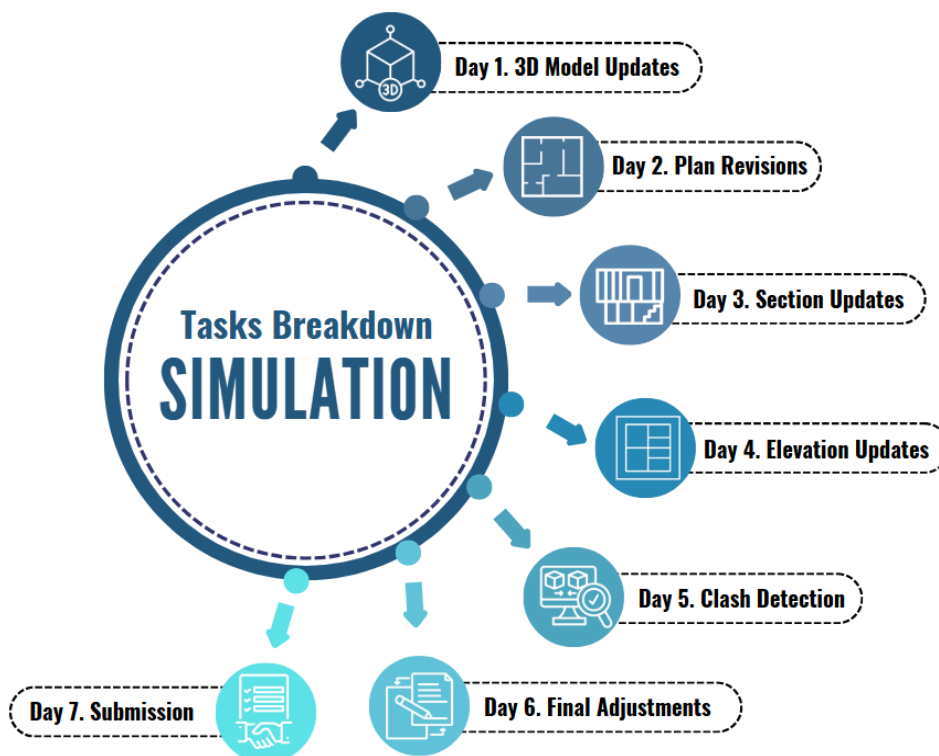 Day 1. 3D Model Updates
3D
Day 2. Plan Revisions
Day 3. Section Updates
Tasks Breakdown
SIMULATION
Day 4. Elevation Updates
Day 5. Clash Detection
Day 6. Final Adjustments
Day 7. Submission